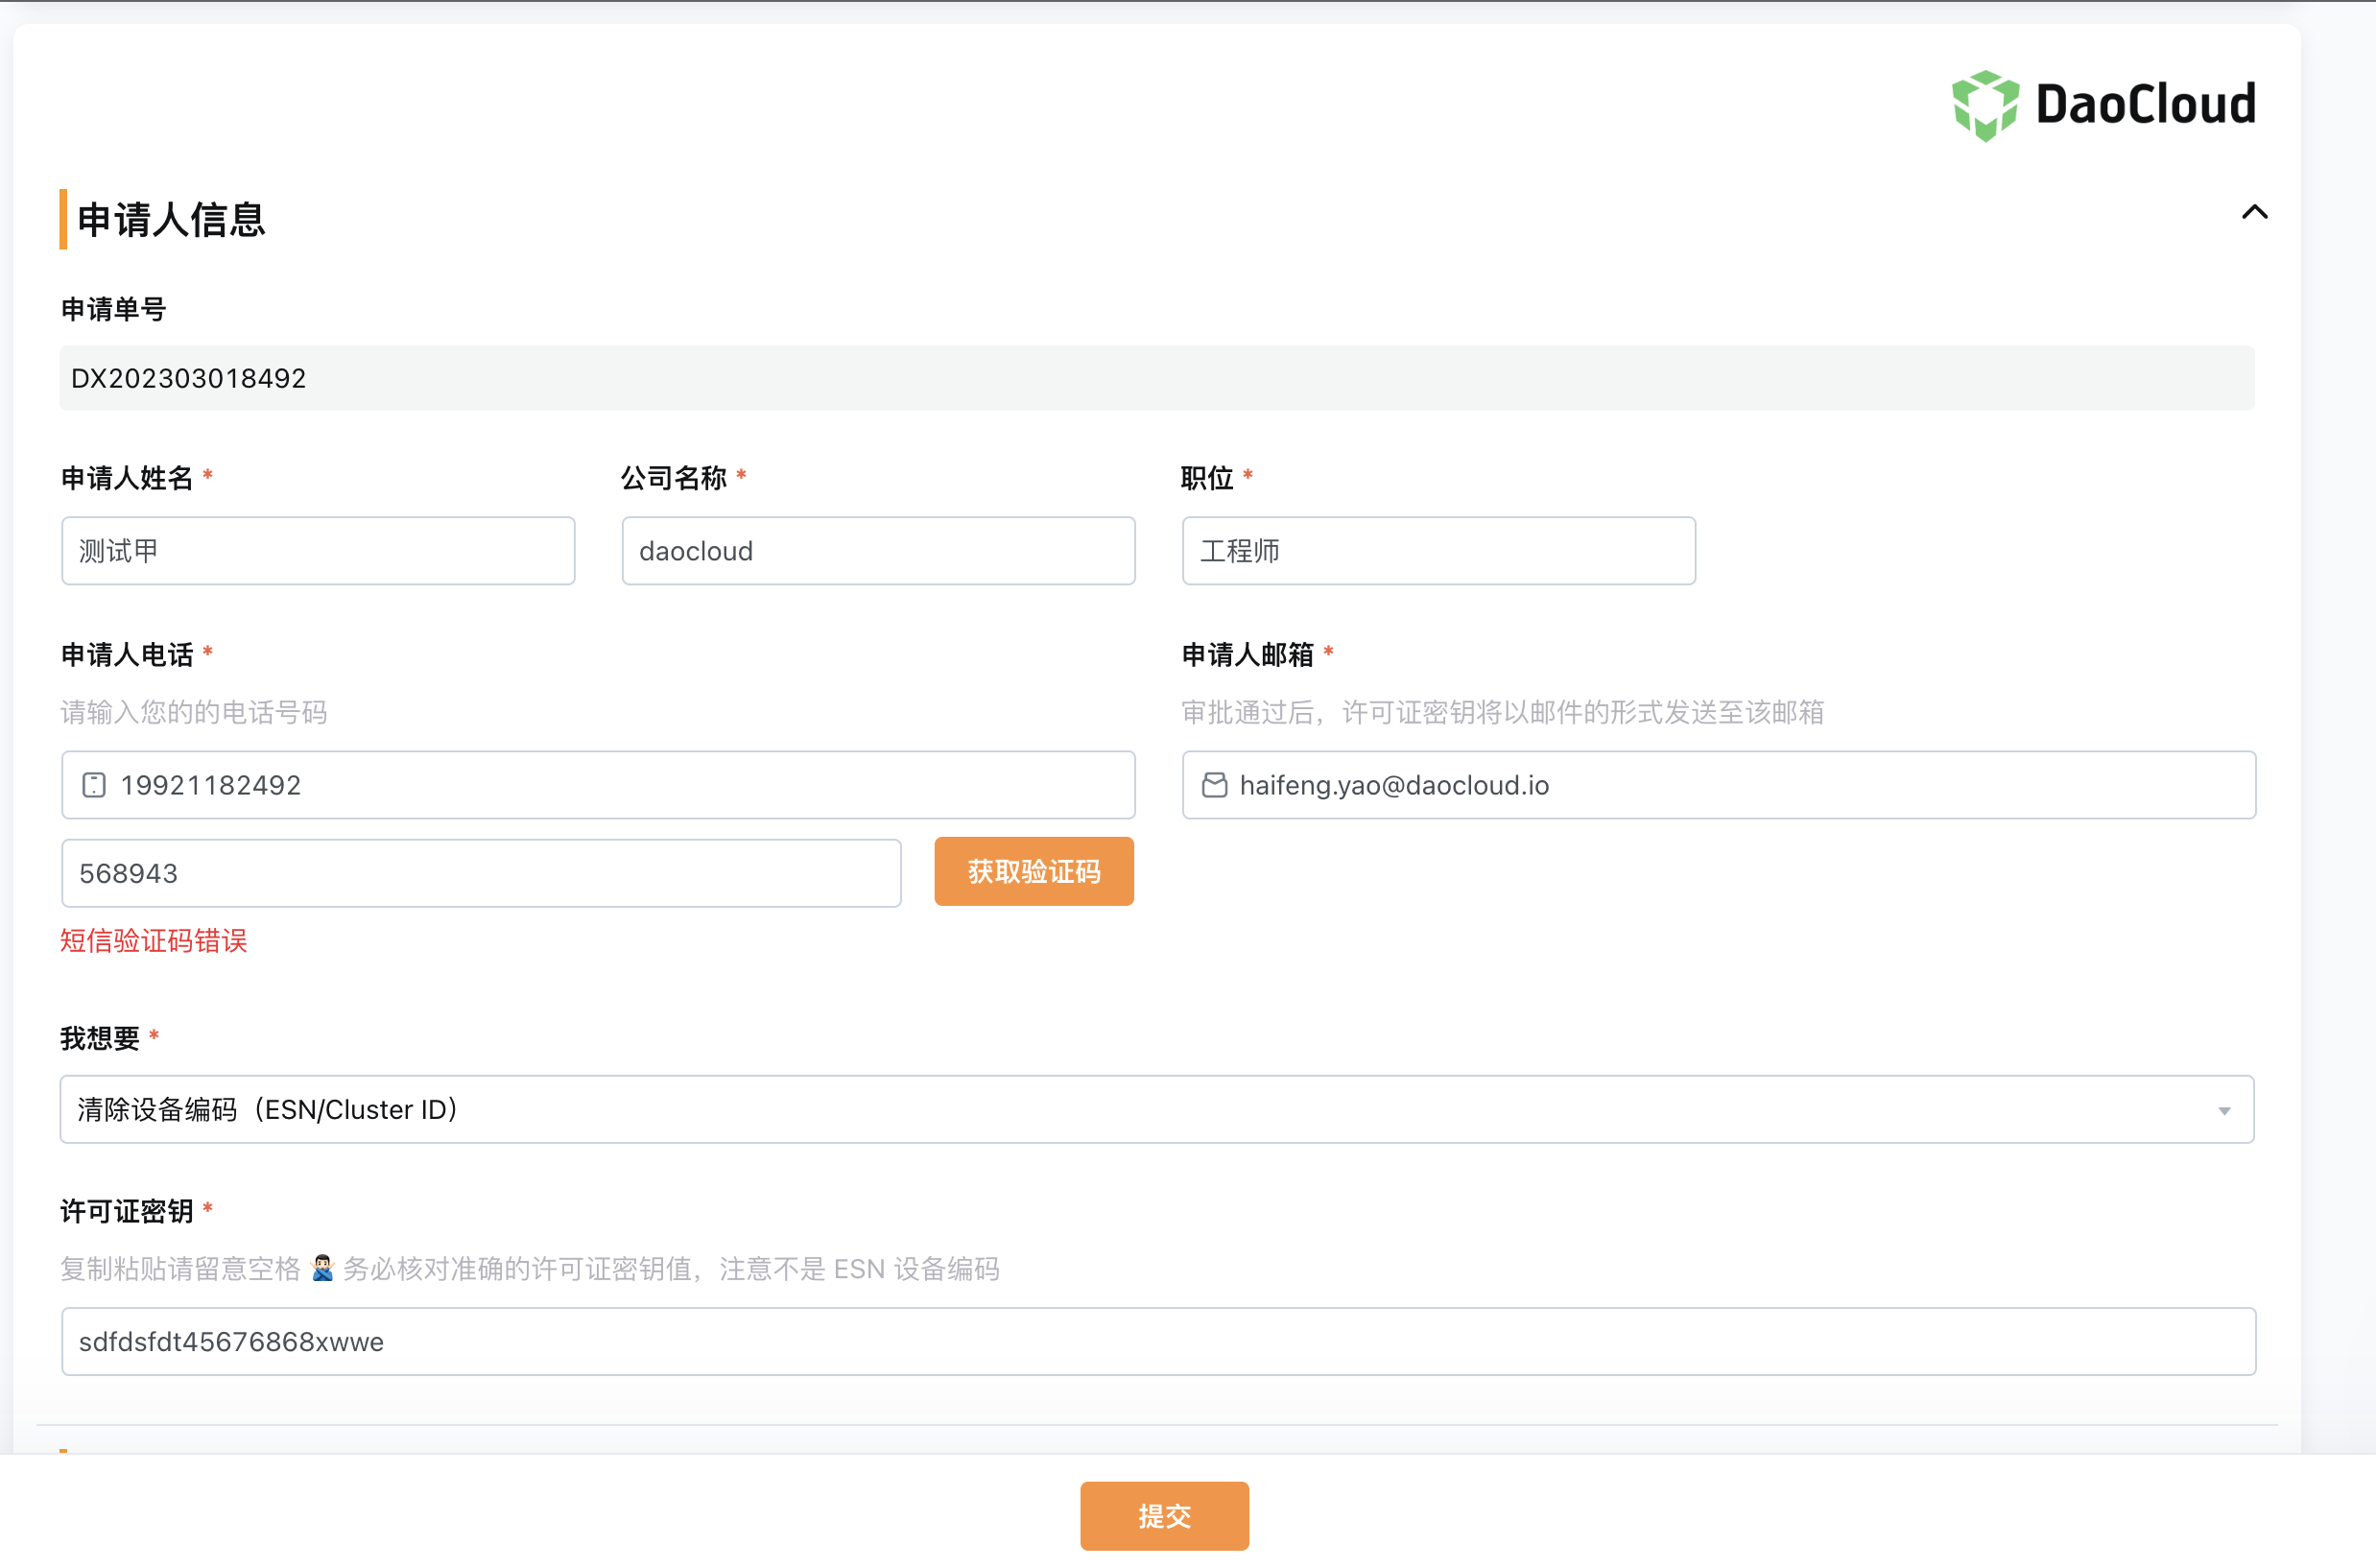 DaoCloud
申请人信息
申请单号
DX202303018492
申请人姓名 *
公司名称 *
职位 *
测试甲
daocloud
工程师
申请人电话 *
申请人邮箱 *
请输入您的的电话号码
审批通过后，许可证密钥将以邮件的形式发送至该邮箱
19921182492
haifeng.yao@daocloud.io
568943
获取验证码
短信验证码错误
我想要 *
清除设备编码（ESN/Cluster ID）
许可证密钥 *
复制粘贴请留意空格 🙅🏻‍♂️ 务必核对准确的许可证密钥值，注意不是 ESN 设备编码
sdfdsfdt45676868xwwe
提交